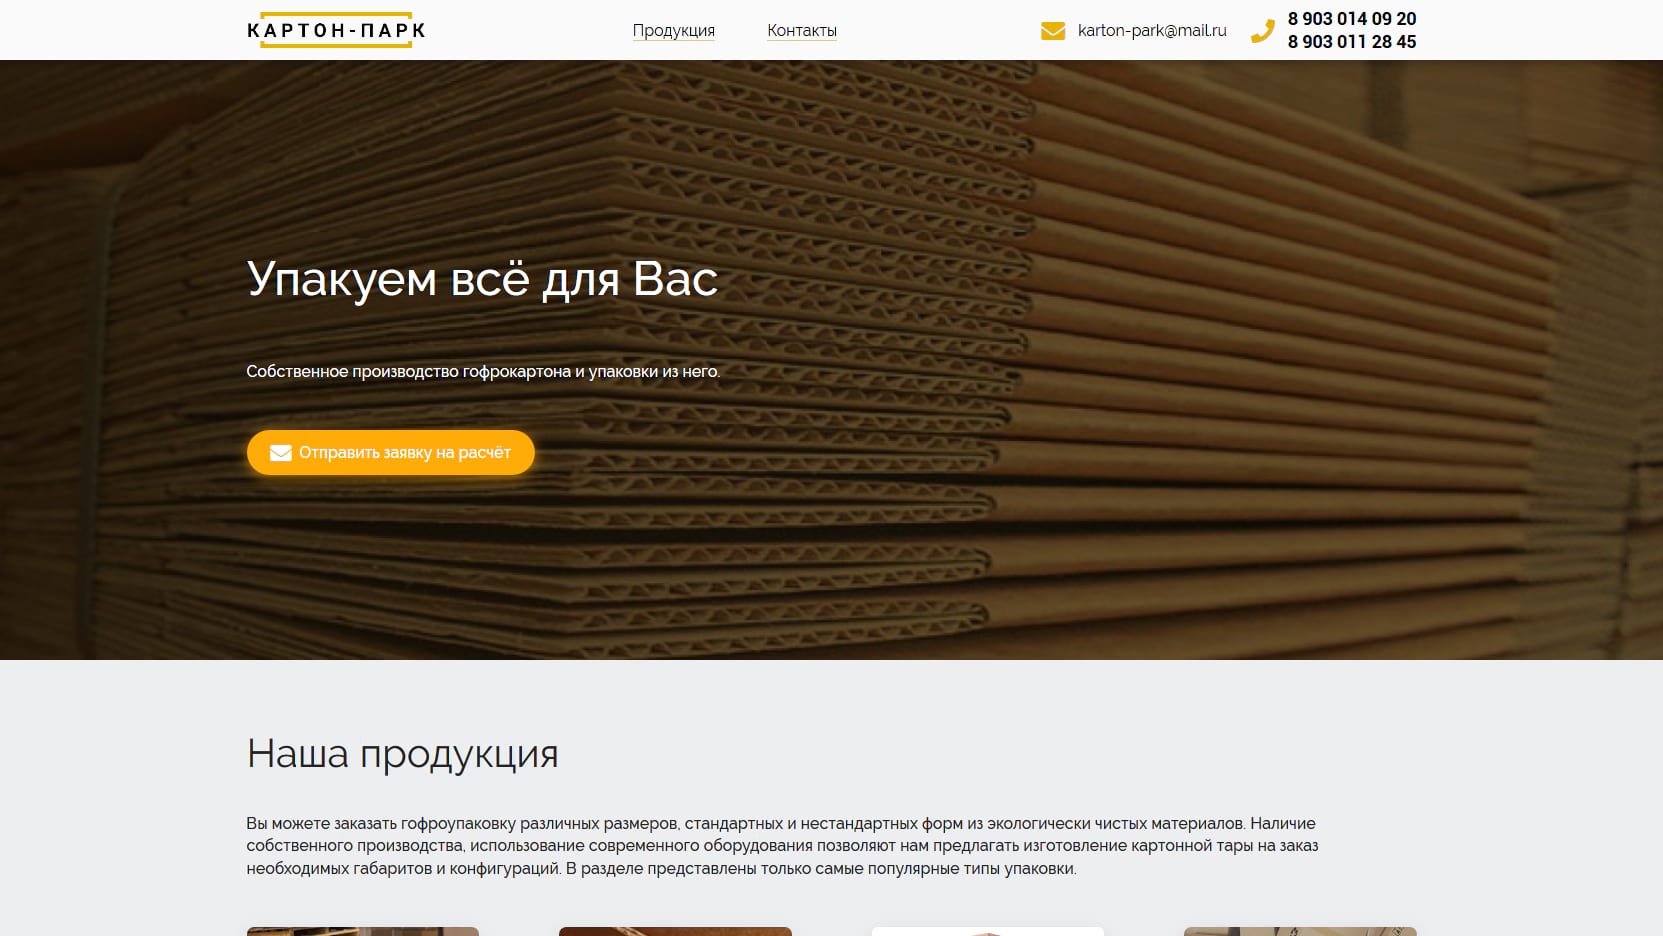 КАРТОН-ПАРК
Продукция
Контакты
karton-park@mail.ru
8 903 014 09 20
8 903 011 28 45
Упакуем всё для Вас
Собственное производство гофрокартона и упаковки из него.
Отправить заявку на расчёт
Наша продукция
Вы можете заказать гофроупаковку различных размеров, стандартных и нестандартных форм из экологически чистых материалов. Наличие
собственного производства, использование современного оборудования позволяют нам предлагать изготовление картонной тары на заказ
необходимых габаритов и конфигураций. В разделе представлены только самые популярные типы упаковки.